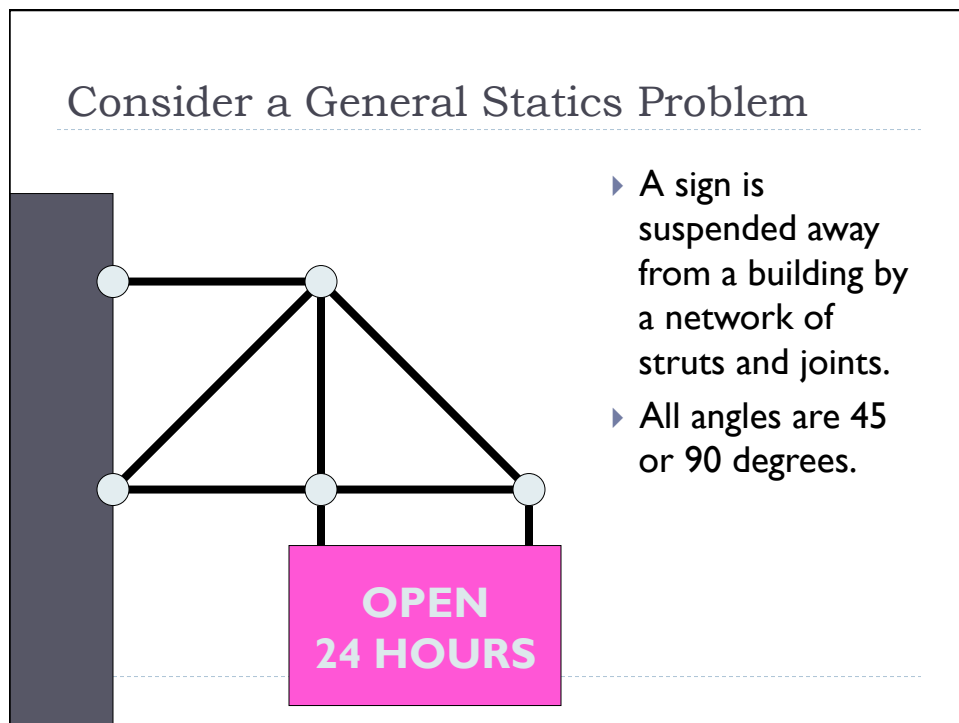 Consider a General Statics Problem
A sign is
suspended away
from a building by
a network of
struts and joints.
All angles are 45
or 90 degrees.
OPEN
24 HOURS